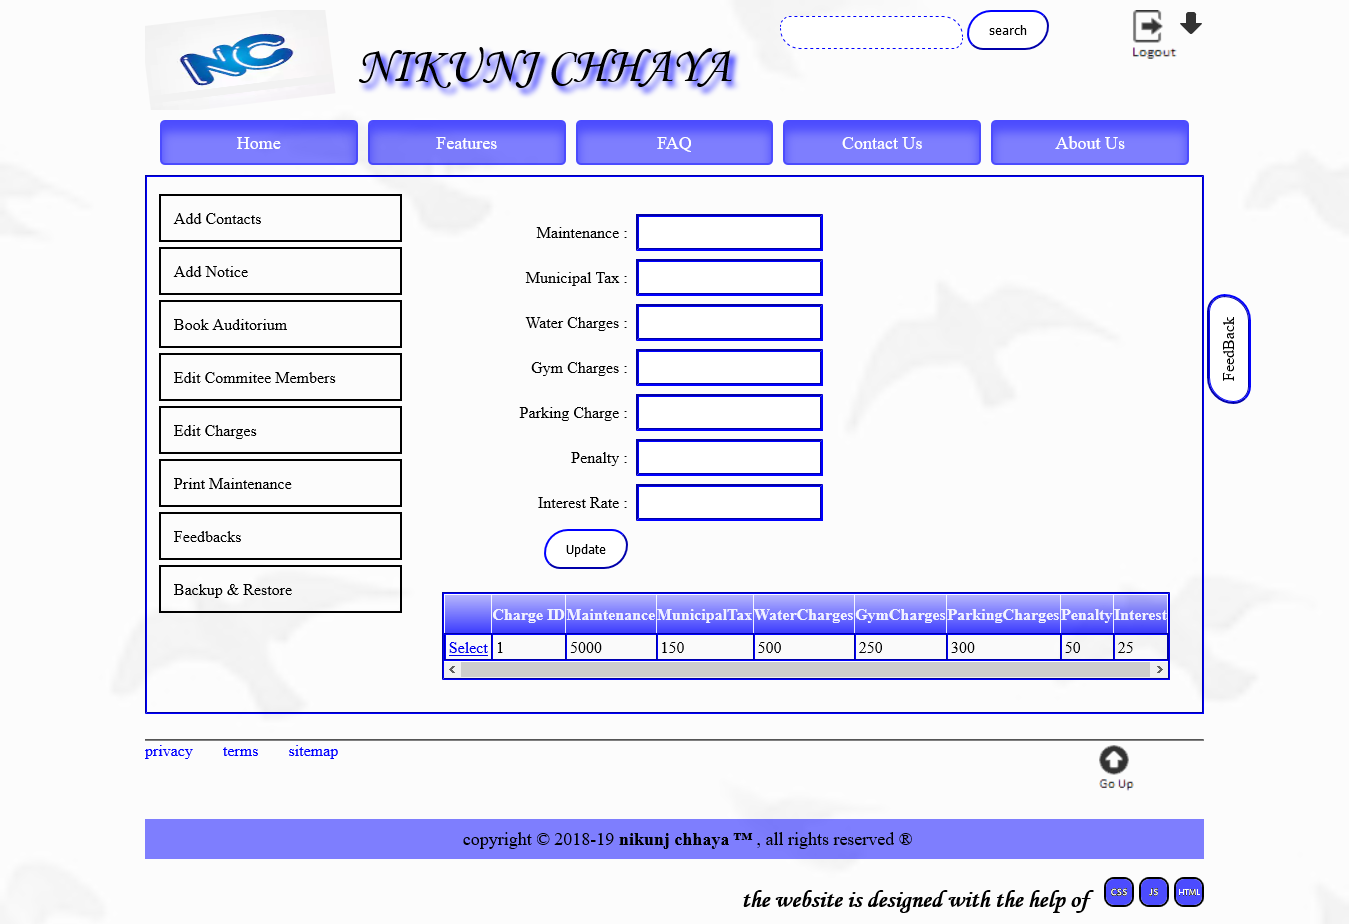 NC
NIKUNJ CHHAYA
search
Logout
Home Features FAQ Contact Us About Us
Add Contacts
Add Notice
Book Auditorium
Edit Commitee Members
Edit Charges
Print Maintenance
Feedbacks
Backup & Restore
Maintenance :
Municipal Tax :
Water Charges :
Gym Charges :
Parking Charge :
Penalty :
Interest Rate :
Update
Charge ID Maintenance MunicipalTax WaterCharges GymCharges ParkingCharges Penalty Interest
Select 1 5000 150 500 250 300 50 25
FeedBack
privacy terms sitemap
Go Up
copyright © 2018-19 nikunj chhaya ™ , all rights reserved ®
the website is designed with the help of CSS JS HTML